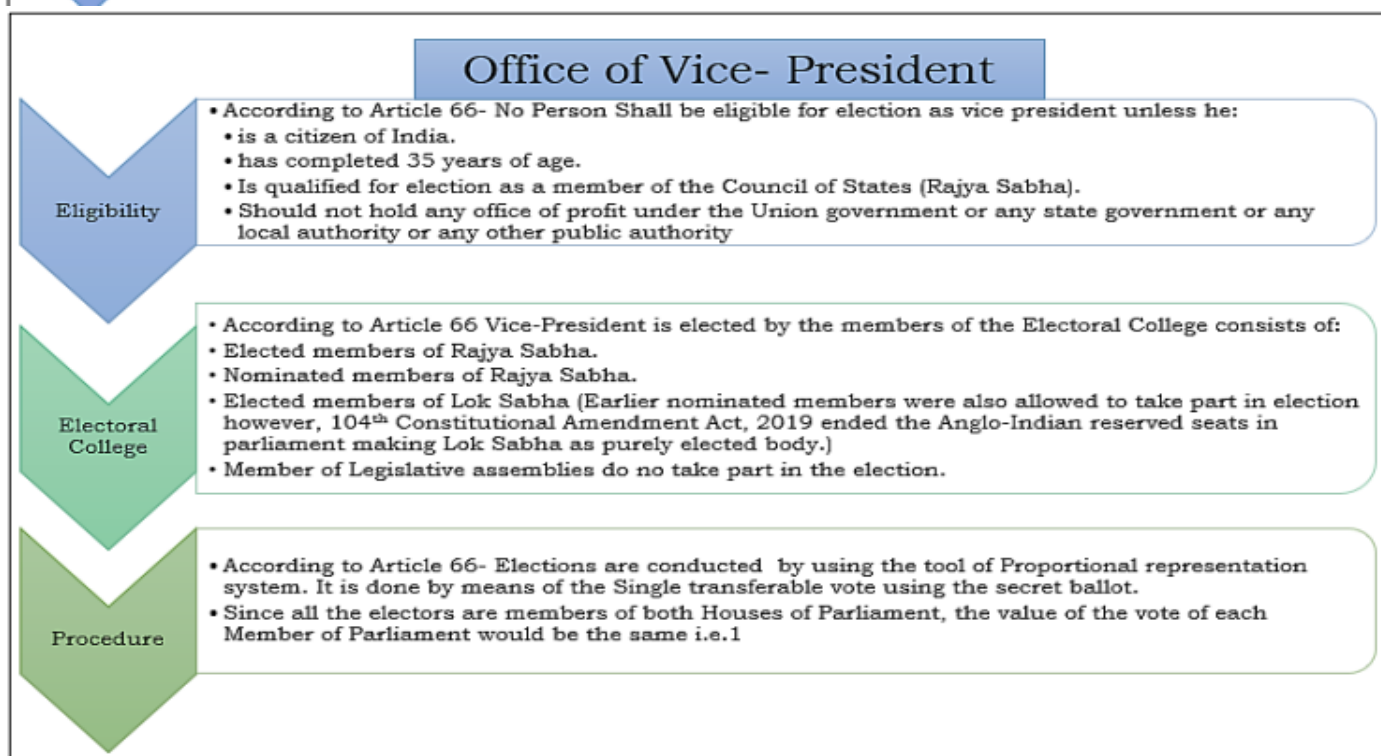 Office of Vice- President
Eligibility
• According to Article 66- No Person Shall be eligible for election as vice president unless he:
• is a citizen of India.
• has completed 35 years of age.
• Is qualified for election as a member of the Council of States (Rajya Sabha).
• Should not hold any office of profit under the Union government or any state government or any
local authority or any other public authority
Electoral
College
• According to Article 66 Vice-President is elected by the members of the Electoral College consists of:
• Elected members of Rajya Sabha.
• Nominated members of Rajya Sabha.
• Elected members of Lok Sabha (Earlier nominated members were also allowed to take part in election
however, 104th Constitutional Amendment Act, 2019 ended the Anglo-Indian reserved seats in
parliament making Lok Sabha as purely elected body.)
• Member of Legislative assemblies do no take part in the election.
Procedure
• According to Article 66- Elections are conducted by using the tool of Proportional representation
system. It is done by means of the Single transferable vote using the secret ballot.
• Since all the electors are members of both Houses of Parliament, the value of the vote of each
Member of Parliament would be the same i.e.1